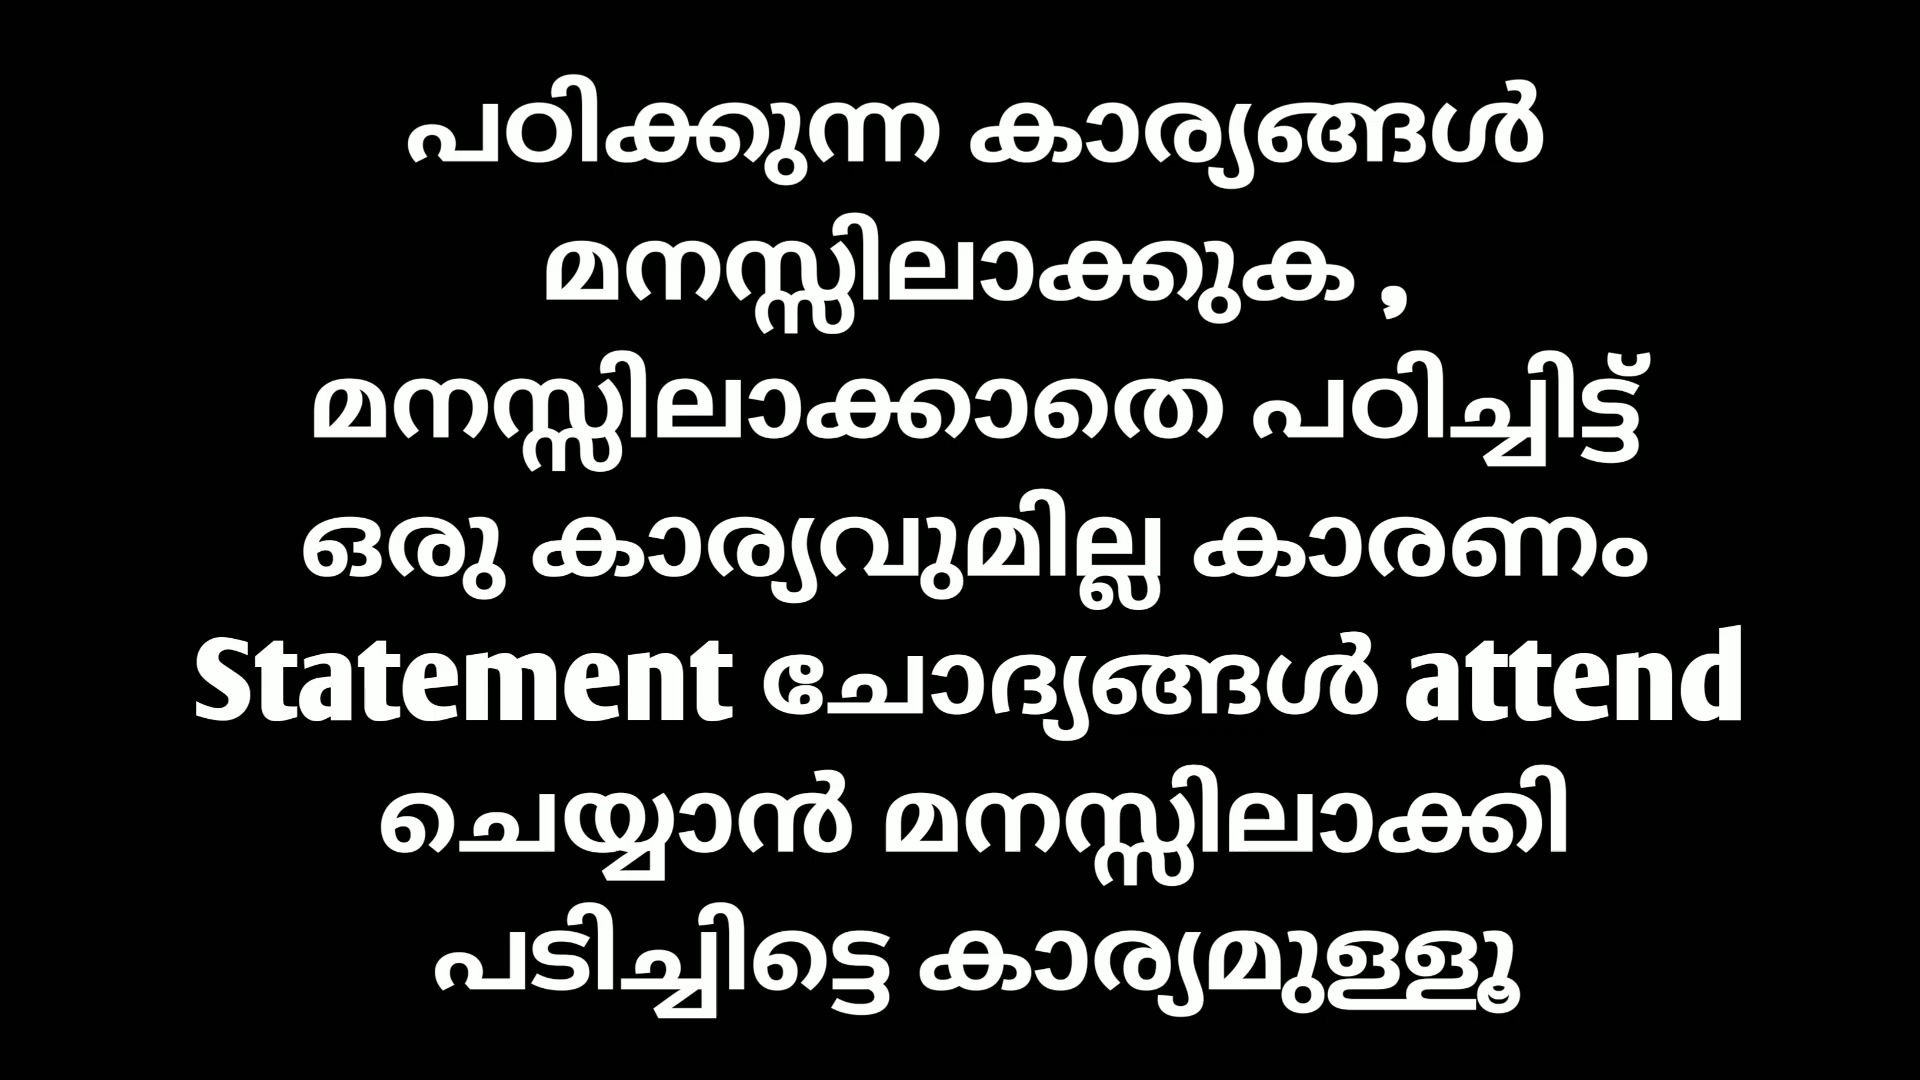 പഠിക്കുന്ന കാര്യങ്ങൾ
മനസ്സിലാക്കുക ,
മനസ്സിലാക്കാതെ പഠിച്ചിട്ട്
ഒരു കാര്യവുമില്ല കാരണം
Statement ചോദ്യങ്ങൾ attend
ചെയ്യാൻ മനസ്സിലാക്കി
പടിച്ചിട്ടെ കാര്യമുള്ളൂ